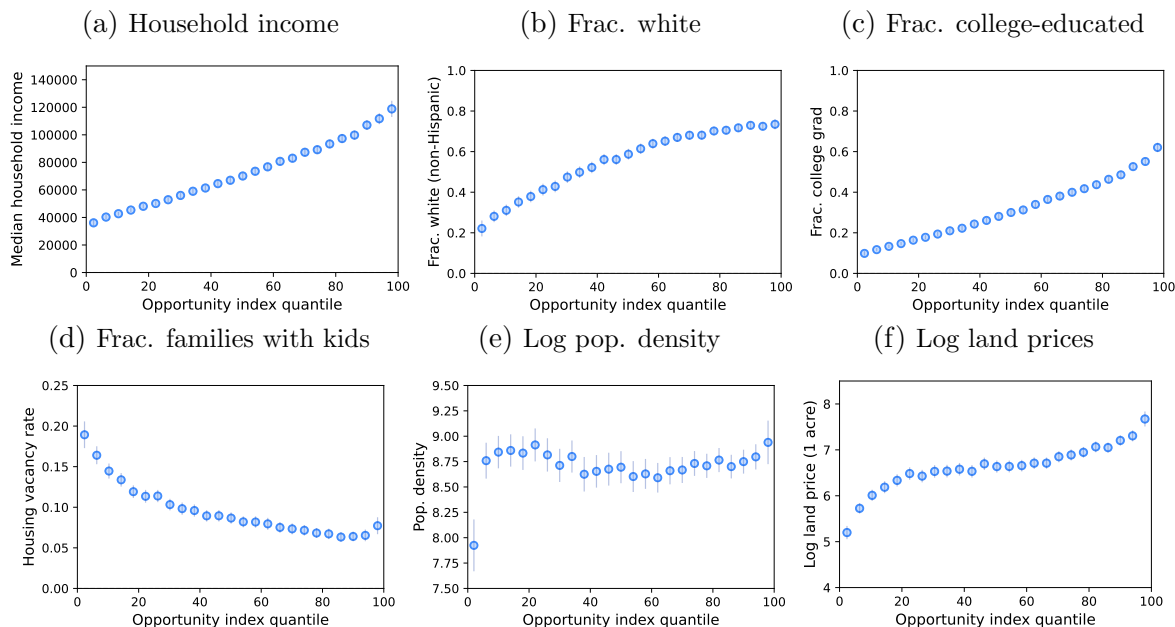 (a) Household income
Median household income
140000
120000
100000
80000
60000
40000
20000
0
0 20 40 60 80 100
Opportunity index quantile
(b) Frac. white
Frac. white (non-Hispanic)
1.0
0.8
0.6
0.4
0.2
0.0
0 20 40 60 80 100
Opportunity index quantile
(c) Frac. college-educated
Frac. college grad
1.0
0.8
0.6
0.4
0.2
0.0
0 20 40 60 80 100
Opportunity index quantile
(d) Frac. families with kids
Housing vacancy rate
0.25
0.20
0.15
0.10
0.05
0.00
0 20 40 60 80 100
Opportunity index quantile
(e) Log pop. density
Pop. density
9.50
9.25
9.00
8.75
8.50
8.25
8.00
7.75
7.50
0 20 40 60 80 100
Opportunity index quantile
(f) Log land prices
Log land price (1 acre)
8
7
6
5
4
0 20 40 60 80 100
Opportunity index quantile